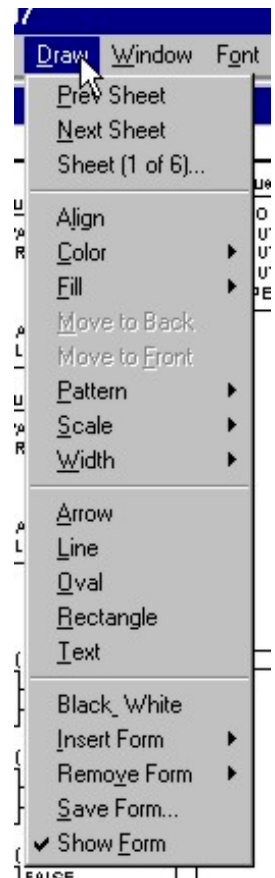 Draw Window Font
Prev Sheet
Next Sheet
Sheet (1 of 6)...
Align
Color
Fill
Move to Back
Move to Front
Pattern
Scale
Width
Arrow
Line
Oval
Rectangle
Text
Black_White
Insert Form
Remove Form
Save Form...
Show Form